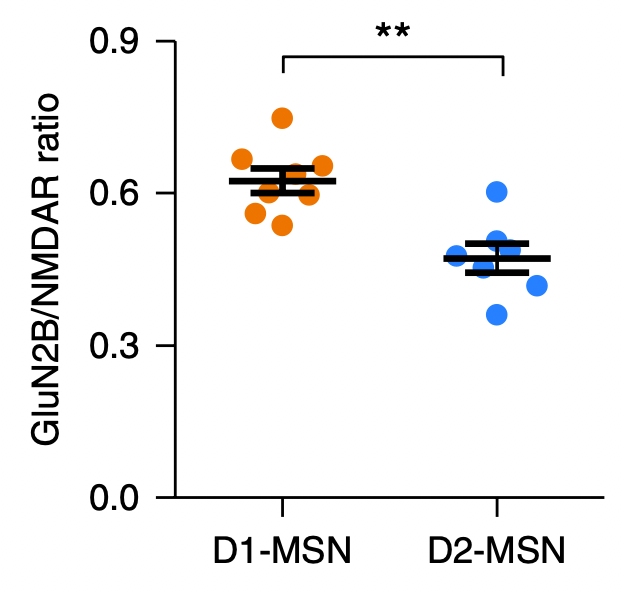 **
0.9
0.6
0.3
0.0
GluN2B/NMDAR ratio
D1-MSN D2-MSN